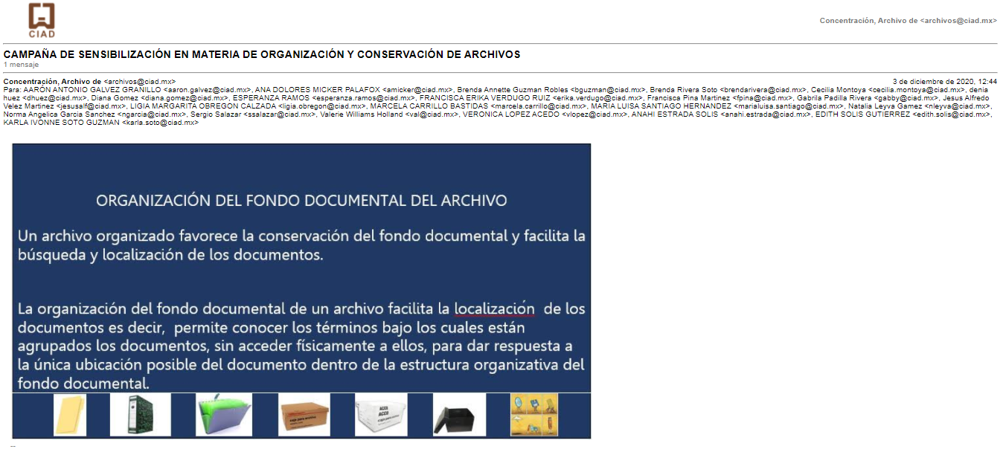 CIAD
Concentración, Archivo de <archivos@ciad.mx>
CAMPAÑA DE SENSIBILIZACIÓN EN MATERIA DE ORGANIZACIÓN Y CONSERVACIÓN DE ARCHIVOS
1 mensaje
Concentración, Archivo de <archivos@ciad.mx>
3 de diciembre de 2020, 12:44
Para: AARÓN ANTONIO GALVEZ GRANILLO <aaron.galvez@ciad.mx>, ANA DOLORES MICKER PALAFOX <amicker@ciad.mx>, Brenda Annette Guzman Robles <bguzman@ciad.mx>, Brenda Rivera Soto <brendarivera@ciad.mx>, Cecilia Montoya <cecilia.montoya@ciad.mx>, denia
huez <dhuez@ciad.mx>, Diana Gomez <diana.gomez@ciad.mx>, ESPERANZA RAMOS <esperanza.ramos@ciad.mx>, FRANCISCA ERIKA VERDUGO RUIZ <erika.verdugo@ciad.mx>, Francisca Pina Martinez <fpina@ciad.mx>, Gabrila Padilla Rivera <gabby@ciad.mx>, Jesus Alfredo
Velez Martinez <jesusalf@ciad.mx>, LIGIA MARGARITA OBREGON CALZADA <ligia.obregon@ciad.mx>, MARCELA CARRILLO BASTIDAS <marcela.carrillo@ciad.mx>, MARIA LUISA SANTIAGO HERNANDEZ <marialuisa.santiago@ciad.mx>, Natalia Leyva Gamez <nleyva@ciad.mx>,
Norma Angelica Garcia Sanchez <ngarcia@ciad.mx>, Sergio Salazar <ssalazar@ciad.mx>, Valerie Williams Holland <val@ciad.mx>, VERONICA LOPEZ ACEDO <vlopez@ciad.mx>, ANAHI ESTRADA SOLIS <anahi.estrada@ciad.mx>, EDITH SOLIS GUTIERREZ <edith.solis@ciad.mx>,
KARLA IVONNE SOTO GUZMAN <karla.soto@ciad.mx>
ORGANIZACIÓN DEL FONDO DOCUMENTAL DEL ARCHIVO
Un archivo organizado favorece la conservación del fondo documental y facilita la
búsqueda y localización de los documentos.
La organización del fondo documental de un archivo facilita la localización de los
documentos es decir, permite conocer los términos bajo los cuales están
agrupados los documentos, sin acceder físicamente a ellos, para dar respuesta a
la única ubicación posible del documento dentro de la estructura organizativa del
fondo documental.
caja para archivo
ACCO
ACCO
caja para archivo